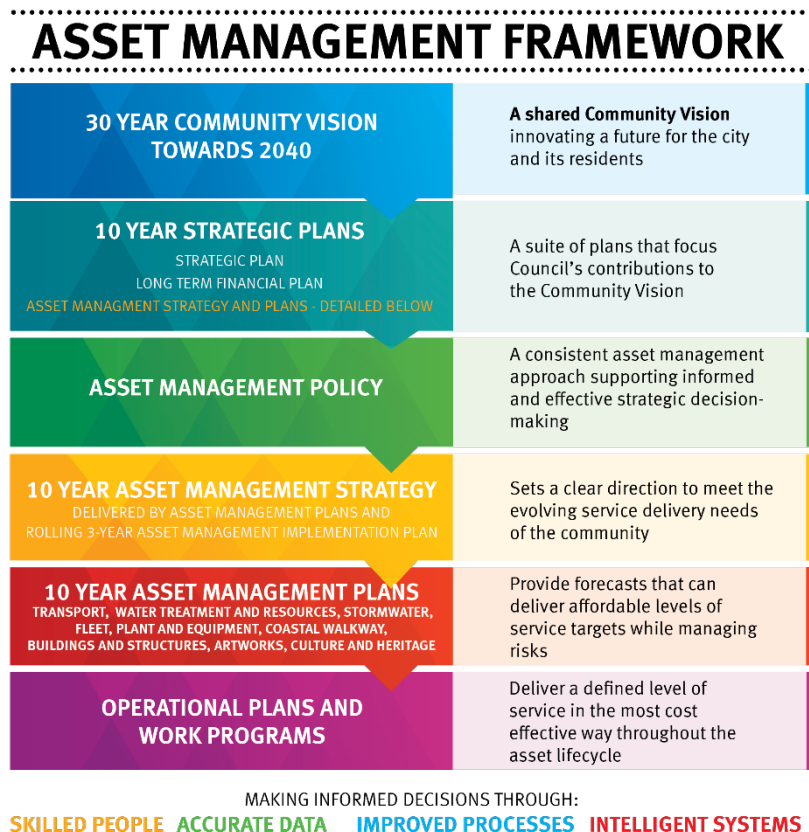 ASSET MANAGEMENT FRAMEWORK
30 YEAR COMMUNITY VISION
TOWARDS 2040
A shared Community Vision
innovating a future for the city
and its residents
10 YEAR STRATEGIC PLANS
STRATEGIC PLAN
LONG TERM FINANCIAL PLAN
ASSET MANAGMENT STRATEGY AND PLANS - DETAILED BELOW
A suite of plans that focus
Council's contributions to
the Community Vision
ASSET MANAGEMENT POLICY
A consistent asset management
approach supporting informed
and effective strategic decision-
making
10 YEAR ASSET MANAGEMENT STRATEGY
DELIVERED BY ASSET MANAGEMENT PLANS AND
ROLLING 3-YEAR ASSET MANAGEMENT IMPLEMENTATION PLAN
Sets a clear direction to meet the
evolving service delivery needs
of the community
10 YEAR ASSET MANAGEMENT PLANS
TRANSPORT, WATER TREATMENT AND RESOURCES, STORMWATER,
FLEET, PLANT AND EQUIPMENT, COASTAL WALKWAY,
BUILDINGS AND STRUCTURES, ARTWORKS, CULTURE AND HERITAGE
Provide forecasts that can
deliver affordable levels of
service targets while managing
risks
OPERATIONAL PLANS AND
WORK PROGRAMS
Deliver a defined level of
service in the most cost
effective way throughout the
asset lifecycle
MAKING INFORMED DECISIONS THROUGH:
SKILLED PEOPLE ACCURATE DATA IMPROVED PROCESSES INTELLIGENT SYSTEMS